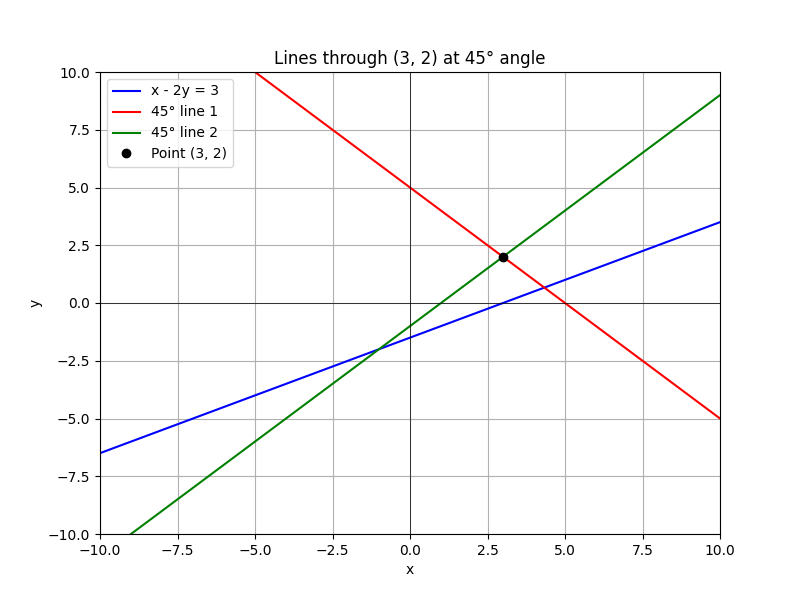 Lines through (3, 2) at 45° angle
x - 2y = 3
45° line 1
45° line 2
Point (3, 2)
10.0
7.5
5.0
2.5
0.0
−2.5
−5.0
−7.5
−10.0
y
−10.0 −7.5 −5.0 −2.5 0.0 2.5 5.0 7.5 10.0
x